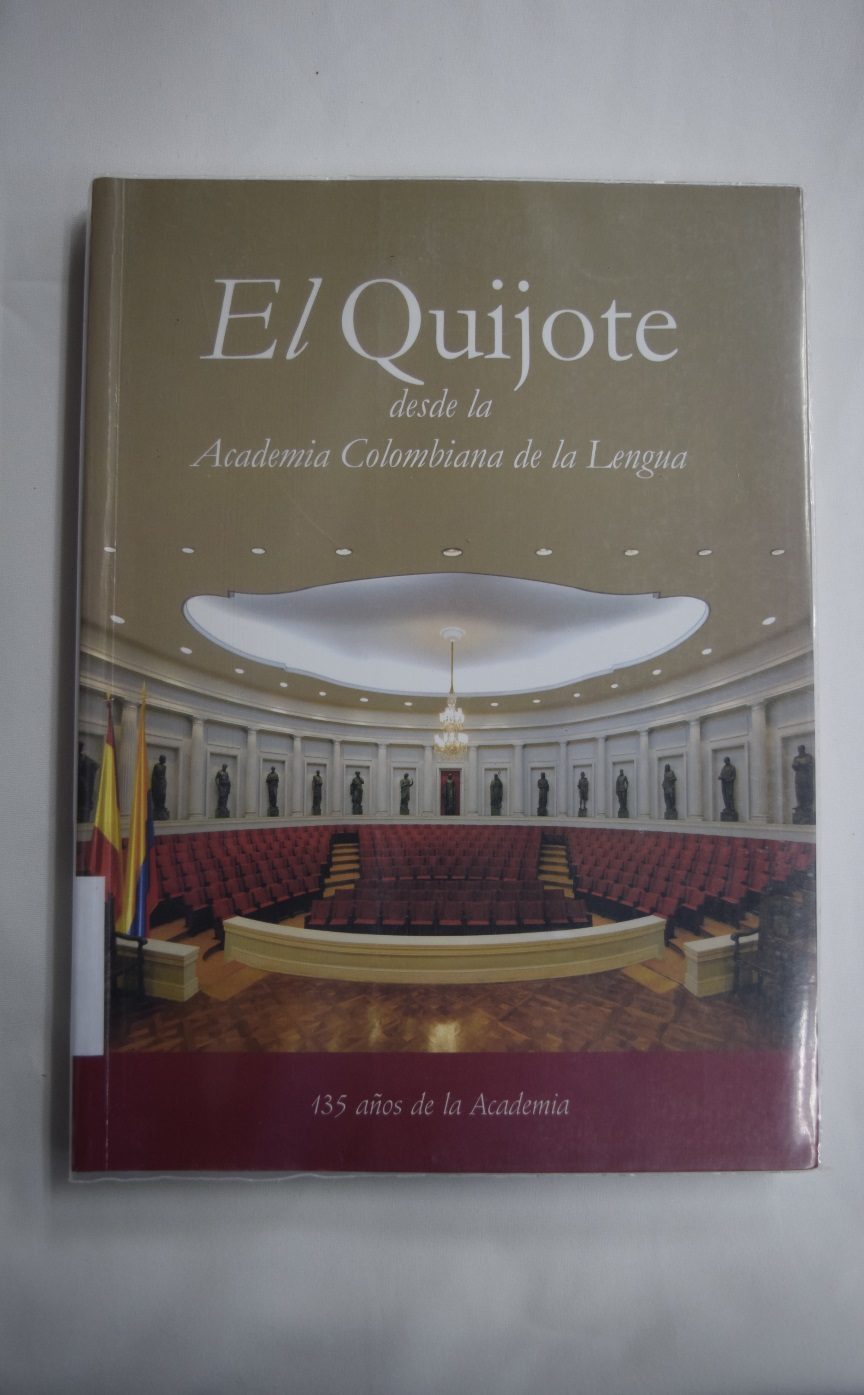 El Quijote
desde la
Academia Colombiana de la Lengua
135 años de la Academia